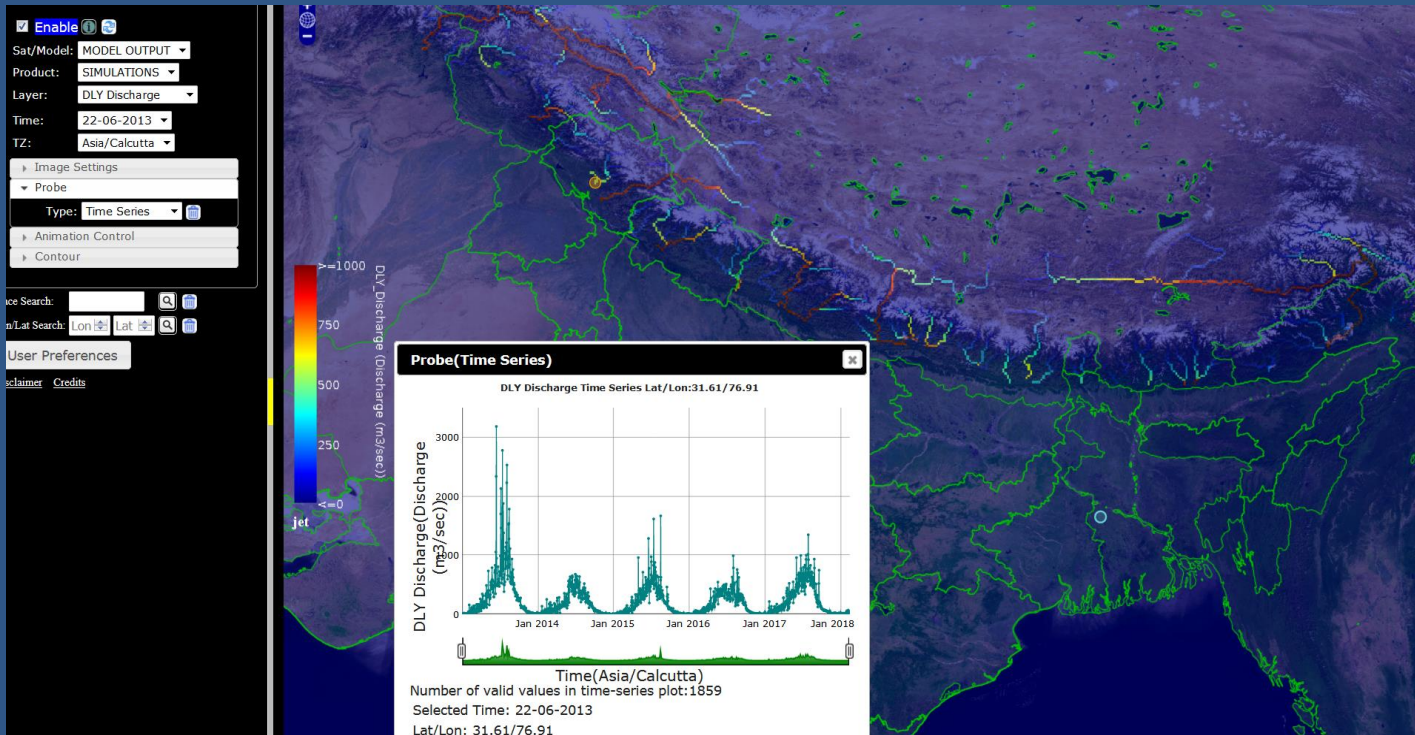 Enable
Sat/Model: MODEL OUTPUT
Product: SIMULATIONS
Layer: DLY Discharge
Time: 22-06-2013
TZ: Asia/Calcutta
Image Settings
Probe
Type: Time Series
Animation Control
Contour
Search:
Lat Search: Lon Lat
User Preferences
Credits
>=1000
750
500
250
<=0
jet
DLY_Discharge (Discharge (m3/sec))
Probe(Time Series)
DLY Discharge Time Series Lat/Lon:31.61/76.91
DLY Discharge(Discharge
(m3/sec))
3000
2000
1000
0
Jan 2014 Jan 2015 Jan 2016 Jan 2017 Jan 2018
Time(Asia/Calcutta)
Number of valid values in time-series plot:1859
Selected Time: 22-06-2013
Lat/Lon: 31.61/76.91